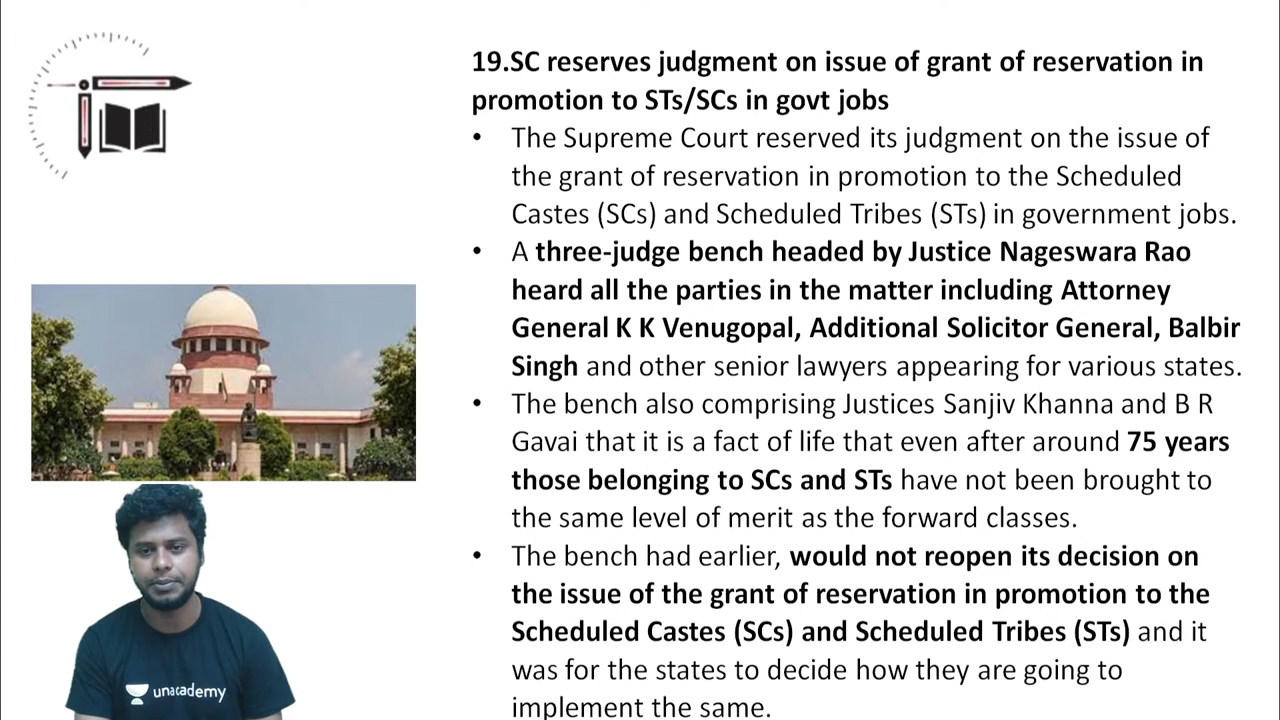 19.SC reserves judgment on issue of grant of reservation in
promotion to STs/SCs in govt jobs
• The Supreme Court reserved its judgment on the issue of
the grant of reservation in promotion to the Scheduled
Castes (SCs) and Scheduled Tribes (STs) in government jobs.
• A three-judge bench headed by Justice Nageswara Rao
heard all the parties in the matter including Attorney
General K K Venugopal, Additional Solicitor General, Balbir
Singh and other senior lawyers appearing for various states.
• The bench also comprising Justices Sanjiv Khanna and B R
Gavai that it is a fact of life that even after around 75 years
those belonging to SCs and STs have not been brought to
the same level of merit as the forward classes.
• The bench had earlier, would not reopen its decision on
the issue of the grant of reservation in promotion to the
Scheduled Castes (SCs) and Scheduled Tribes (STs) and it
was for the states to decide how they are going to
implement the same.
unacademy